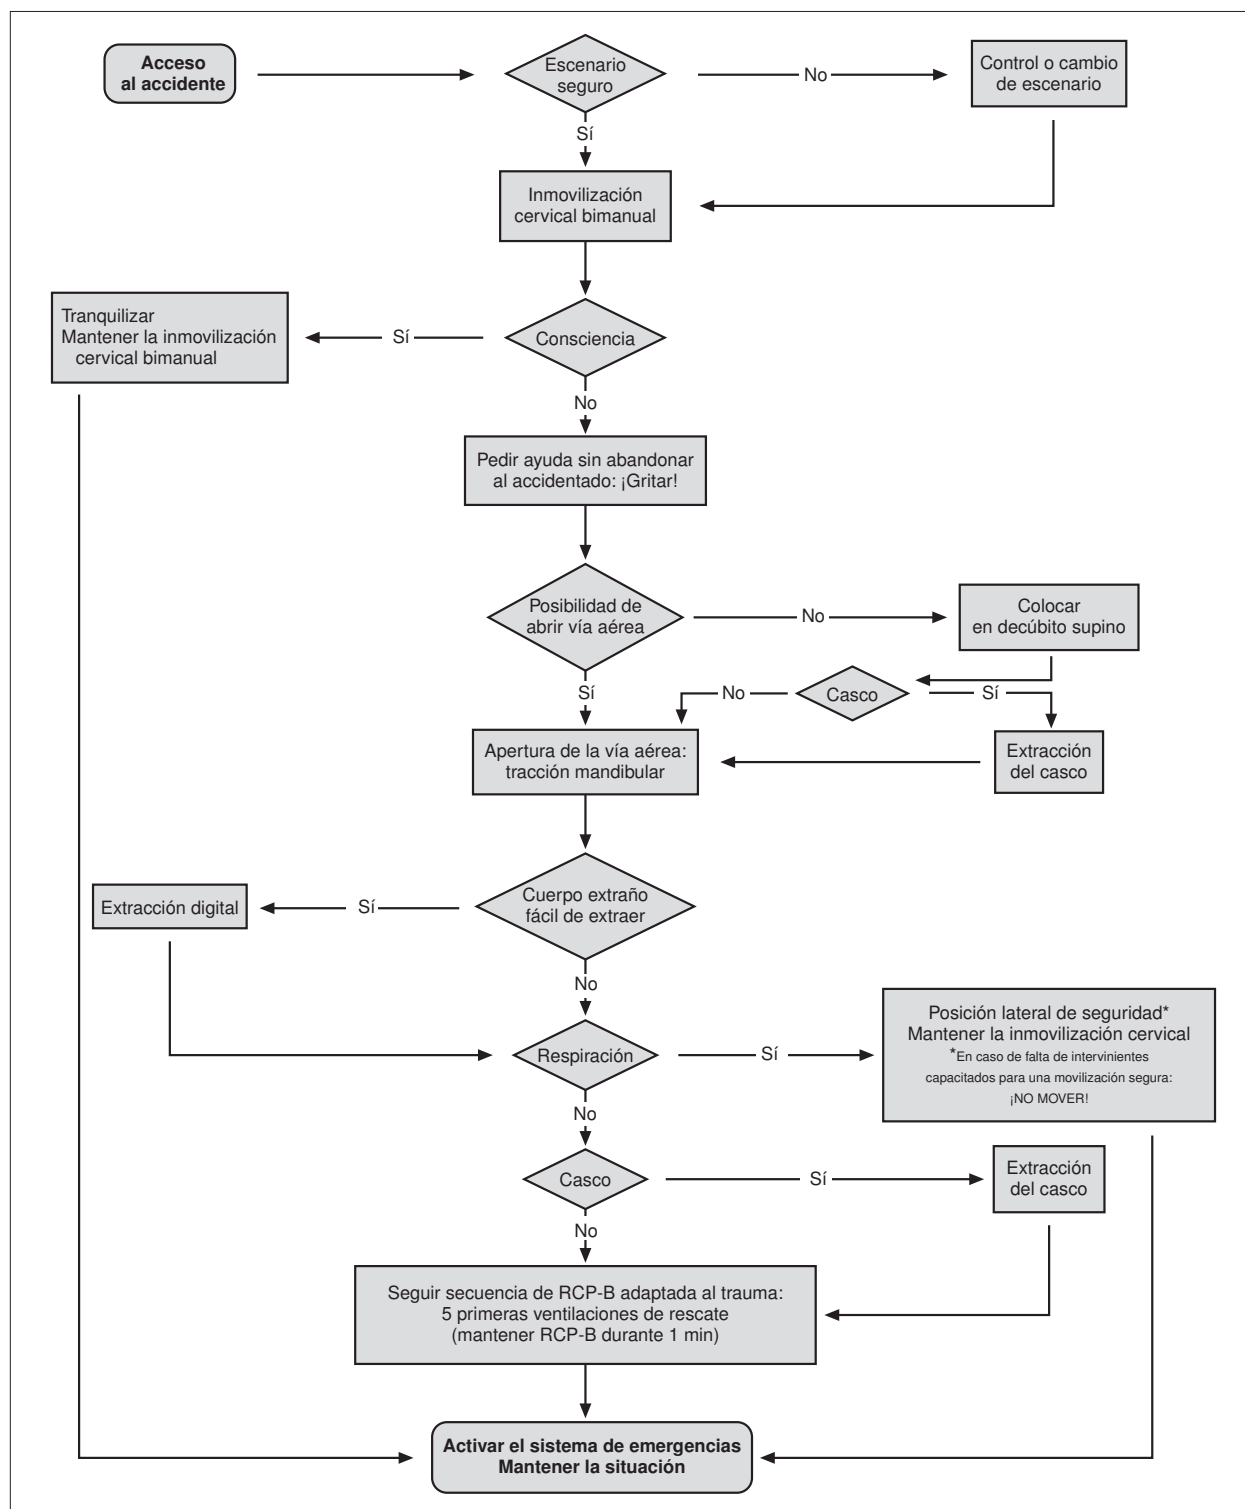 Acceso
al accidente
Escenario
seguro
No
Control o cambio
de escenario
Sí
Inmovilización
cervical bimanual
Tranquilizar
Mantener la inmovilización
cervical bimanual
Sí
Consciencia
No
Pedir ayuda sin abandonar
al accidentado: ¡Gritar!
Posibilidad de
abrir vía aérea
No
Colocar
en decúbito supino
Sí
No
Casco
Sí
Apertura de la vía aérea:
tracción mandibular
Extracción
del casco
Cuerpo extraño
fácil de extraer
Sí
Extracción digital
No
Respiración
Sí
Posición lateral de seguridad*
Mantener la inmovilización cervical
*En caso de falta de intervinientes
capacitados para una movilización segura:
¡NO MOVER!
No
Casco
Sí
Extracción
del casco
No
Seguir secuencia de RCP-B adaptada al trauma:
5 primeras ventilaciones de rescate
(mantener RCP-B durante 1 min)
Activar el sistema de emergencias
Mantener la situación